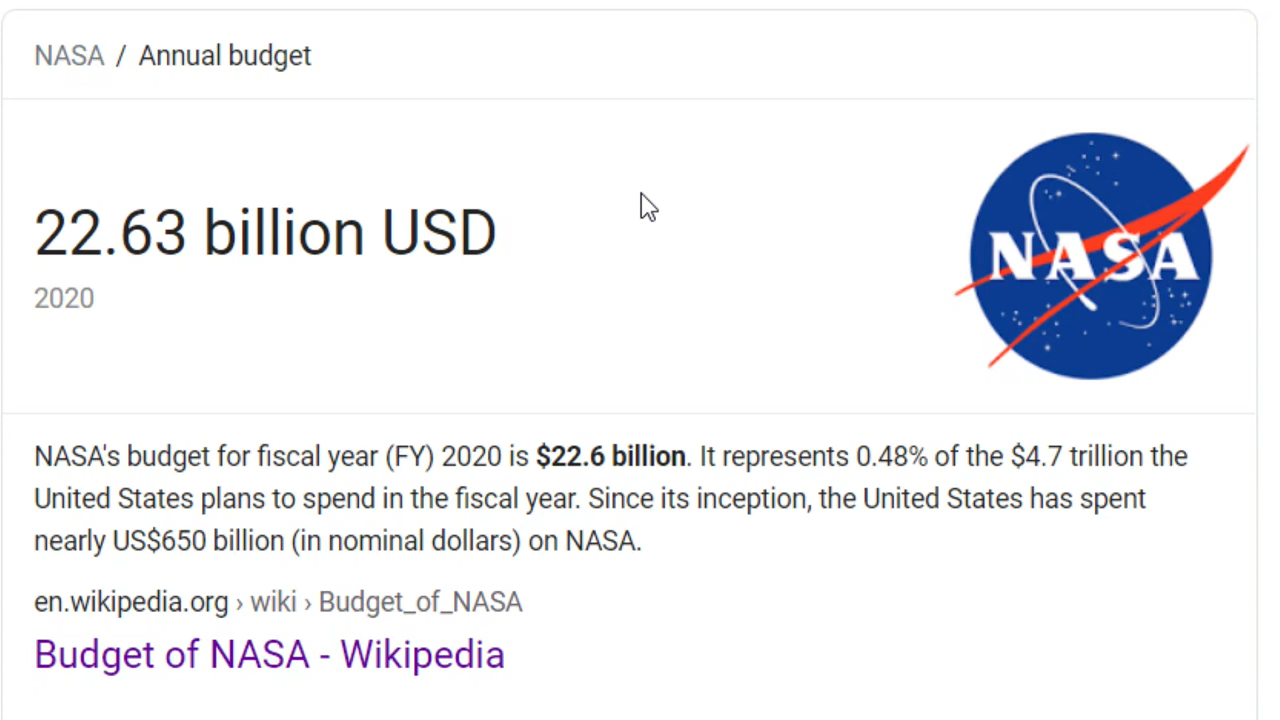 NASA / Annual budget
22.63 billion USD
2020
NASA
NASA's budget for fiscal year (FY) 2020 is $22.6 billion. It represents 0.48% of the $4.7 trillion the
United States plans to spend in the fiscal year. Since its inception, the United States has spent
nearly US$650 billion (in nominal dollars) on NASA.
en.wikipedia.org › wiki › Budget_of_NASA
Budget of NASA - Wikipedia